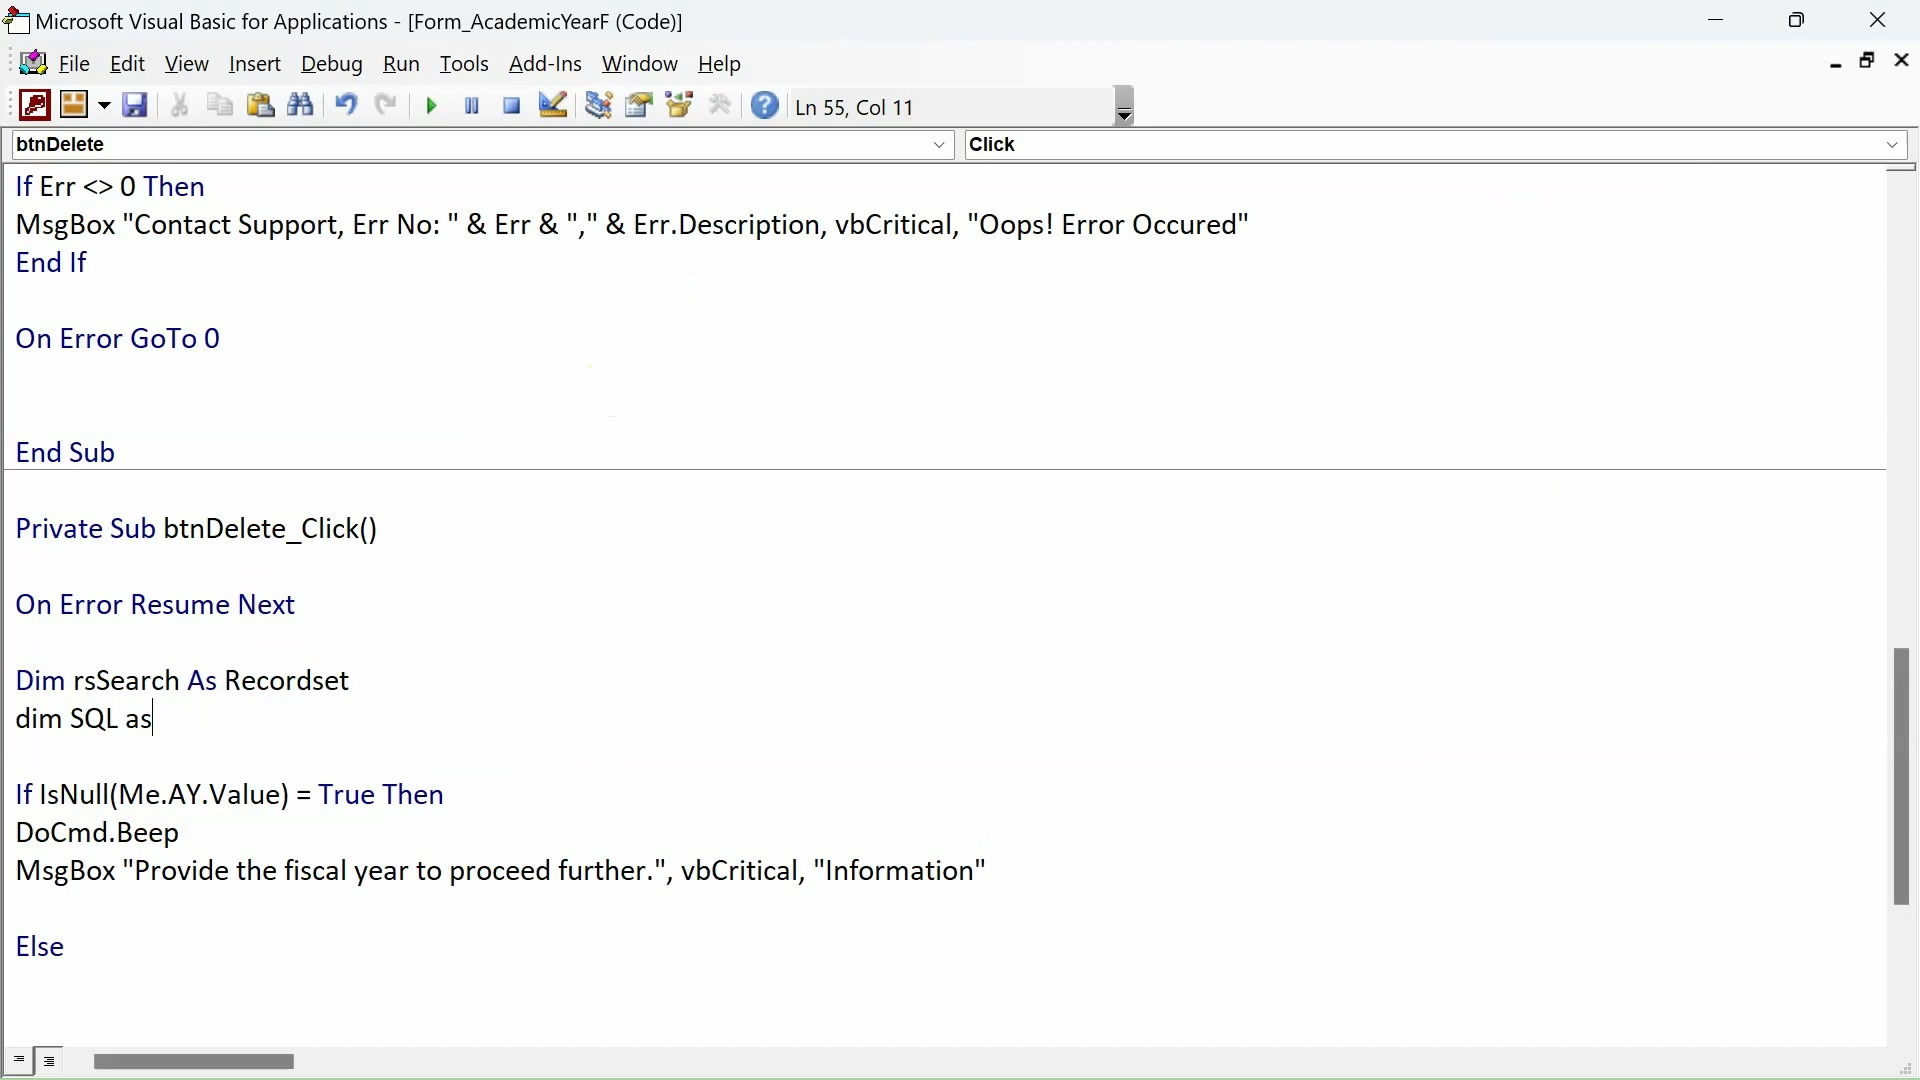 Microsoft Visual Basic for Applications - [Form_AcademicYearF (Code)]
File Edit View Insert Debug Run Tools Add-Ins Window Help
Ln 55, Col 11
btnDelete Click
If Err <> 0 Then
MsgBox "Contact Support, Err No: " & Err & "," & Err.Description, vbCritical, "Oops! Error Occured"
End If
On Error GoTo 0
End Sub
Private Sub btnDelete_Click()
On Error Resume Next
Dim rsSearch As Recordset
dim SQL as
If IsNull(Me.AY.Value) = True Then
DoCmd.Beep
MsgBox "Provide the fiscal year to proceed further.", vbCritical, "Information"
Else